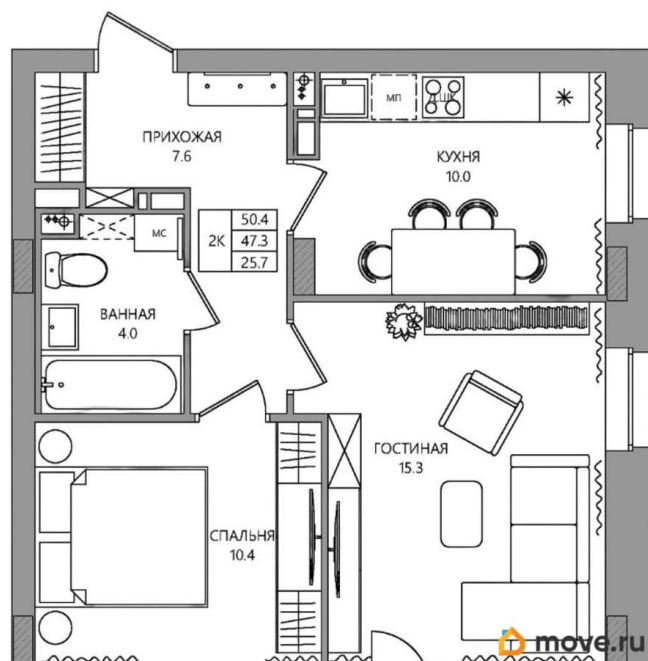 ПРИХОЖАЯ
7.6
МП
КУХНЯ
10.0
2К
50.4
47.3
25.7
МС
ВАННАЯ
4.0
ГОСТИНАЯ
15.3
СПАЛЬНЯ
10.4
move.ru